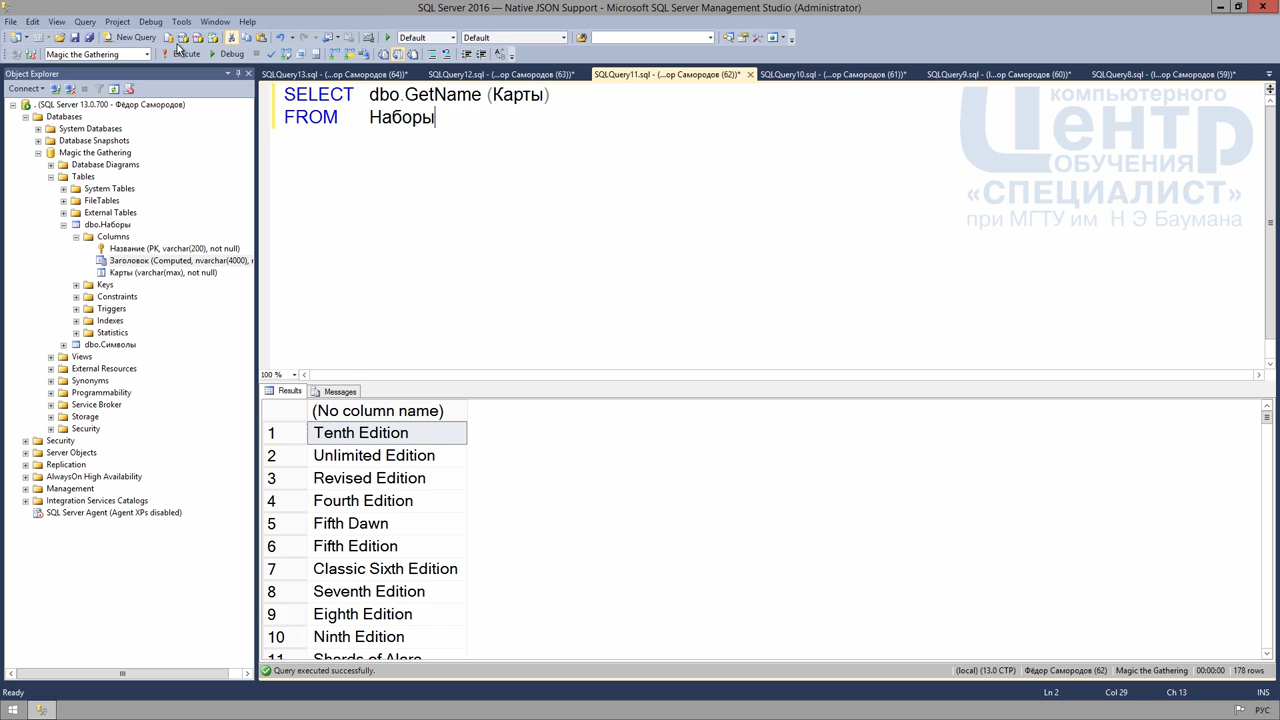 SQL Server 2016 — Native JSON Support - Microsoft SQL Server Management Studio (Administrator)
File Edit View Query Project Debug Tools Window Help
New Query Default Default
Magic the Gathering Execute Debug
Object Explorer
SQLQuery13.sql - (...ор Самородов (64))* SQLQuery12.sql - (...ор Самородов (63))* SQLQuery11.sql - (...ор Самородов (62))* SQLQuery10.sql - (...ор Самородов (61))* SQLQuery9.sql - (l...ор Самородов (60))* SQLQuery8.sql - (l...ор Самородов (59))*
Connect
. (SQL Server 13.0.700 - Фёдор Самородов)
Databases
System Databases
Database Snapshots
Magic the Gathering
Database Diagrams
Tables
System Tables
FileTables
External Tables
dbo.Наборы
Columns
Название (PK, varchar(200), not null)
Заголовок (Computed, nvarchar(4000), n
Карты (varchar(max), not null)
Keys
Constraints
Triggers
Indexes
Statistics
dbo.Символы
Views
External Resources
Synonyms
Programmability
Service Broker
Storage
Security
Security
Server Objects
Replication
AlwaysOn High Availability
Management
Integration Services Catalogs
SQL Server Agent (Agent XPs disabled)
SELECT dbo.GetName (Карты)
FROM Наборы
компьютерного
Центр
ОБУЧЕНИЯ
«СПЕЦИАЛИСТ»
при МГТУ им Н Э Баумана
100 %
Results Messages
(No column name)
1 Tenth Edition
2 Unlimited Edition
3 Revised Edition
4 Fourth Edition
5 Fifth Dawn
6 Fifth Edition
7 Classic Sixth Edition
8 Seventh Edition
9 Eighth Edition
10 Ninth Edition
11 Shards of Alara
Query executed successfully. (local) (13.0 CTP) Фёдор Самородов (62) Magic the Gathering 00:00:00 178 rows
Ready Ln 2 Col 29 Ch 13 INS
РУС